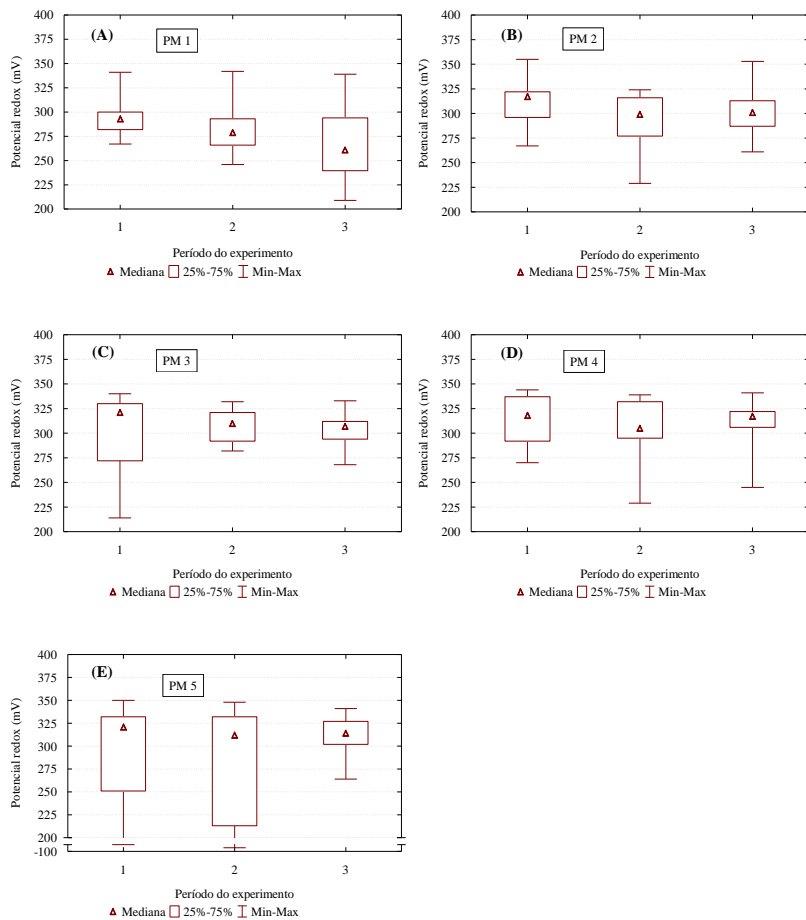 (A)
PM 1
Potencial redox (mV)
400
375
350
325
300
275
250
225
200
1 2 3
Período do experimento
Mediana 25%-75% Min-Max
(B)
PM 2
Potencial redox (mV)
400
375
350
325
300
275
250
225
200
1 2 3
Período do experimento
Mediana 25%-75% Min-Max
(C)
PM 3
Potencial redox (mV)
400
375
350
325
300
275
250
225
200
1 2 3
Período do experimento
Mediana 25%-75% Min-Max
(D)
PM 4
Potencial redox (mV)
400
375
350
325
300
275
250
225
200
1 2 3
Período do experimento
Mediana 25%-75% Min-Max
(E)
PM 5
Potencial redox (mV)
400
375
350
325
300
275
250
225
200
-100
1 2 3
Período do experimento
Mediana 25%-75% Min-Max